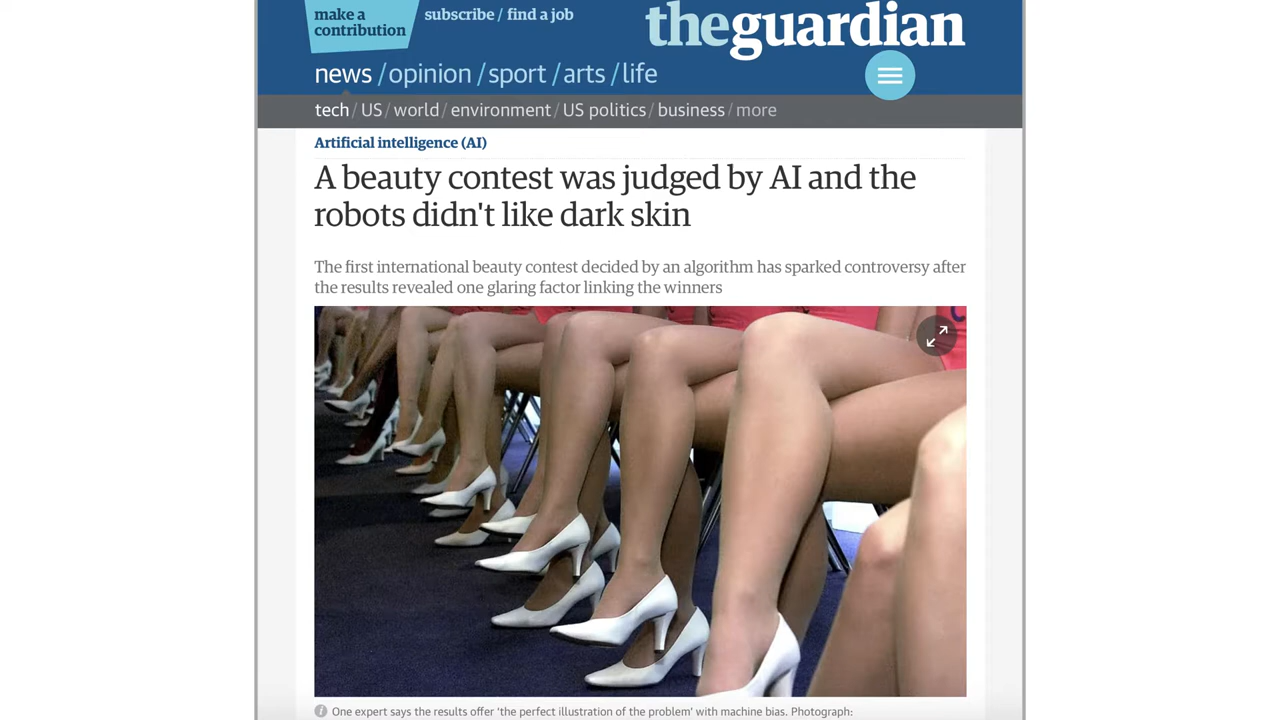 make a
contribution
subscribe / find a job
theguardian
news / opinion / sport / arts / life
tech / US / world / environment / US politics / business / more
Artificial intelligence (AI)
A beauty contest was judged by AI and the
robots didn't like dark skin
The first international beauty contest decided by an algorithm has sparked controversy after
the results revealed one glaring factor linking the winners
One expert says the results offer 'the perfect illustration of the problem' with machine bias. Photograph: